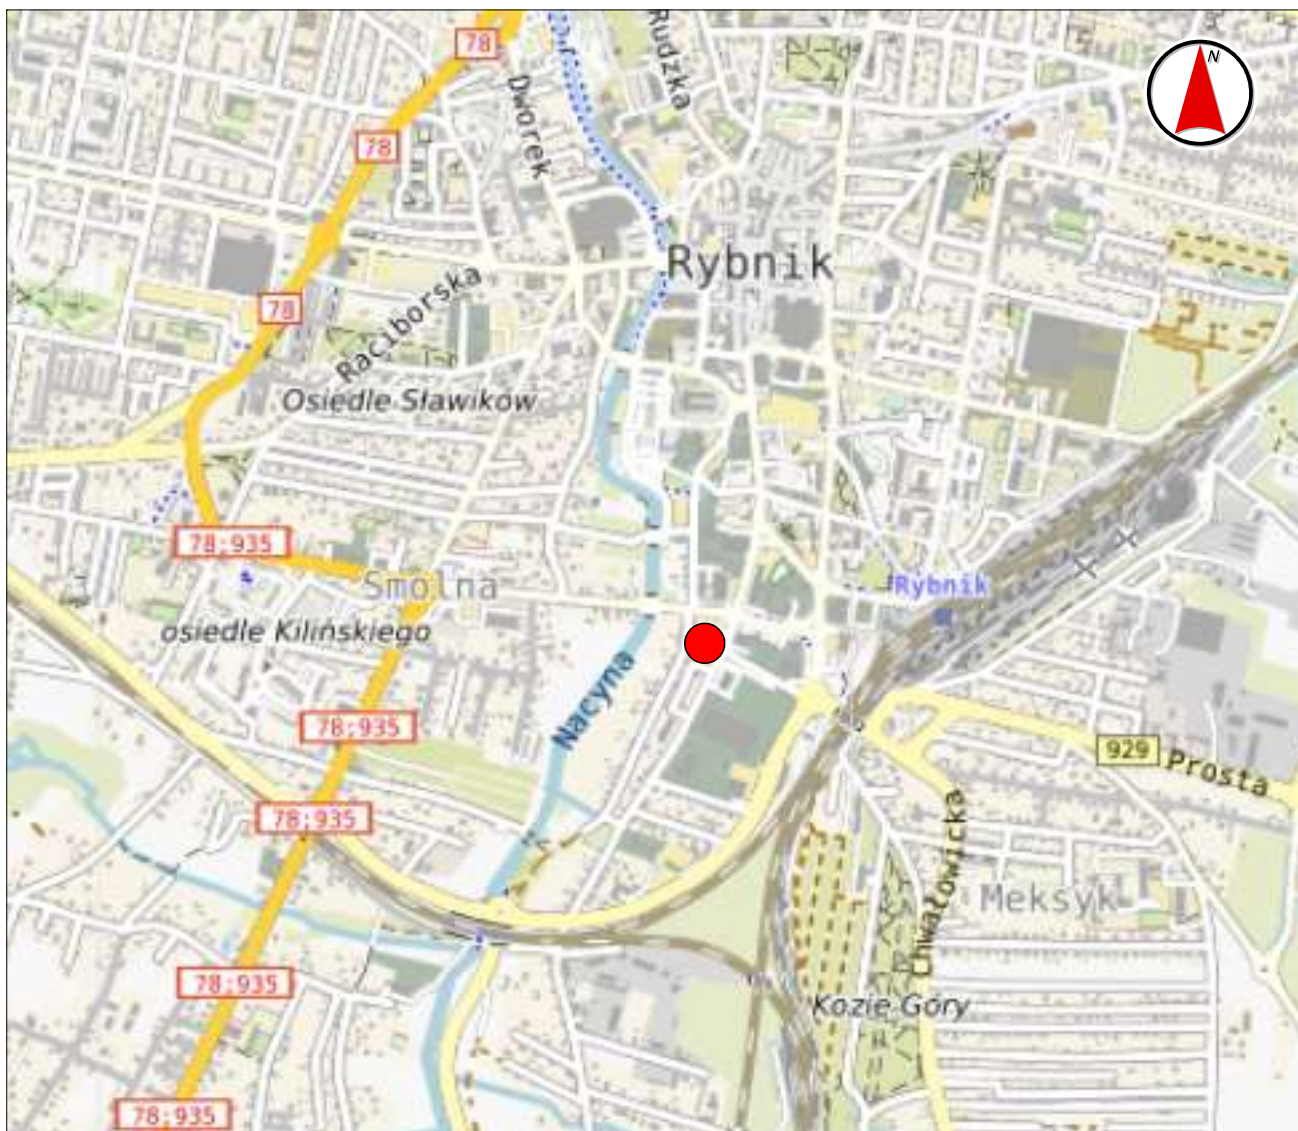 78
Rudzka
N
Dworek
78
Rybnik
78
Raciborska
Osiedle Sławików
78;935
Smolna
Rybnik
osiedle Kilińskiego
Nacyna
78;935
929
Prosta
78;935
Chwałowicka
Meksyk
78;935
Kozie Góry
78;935